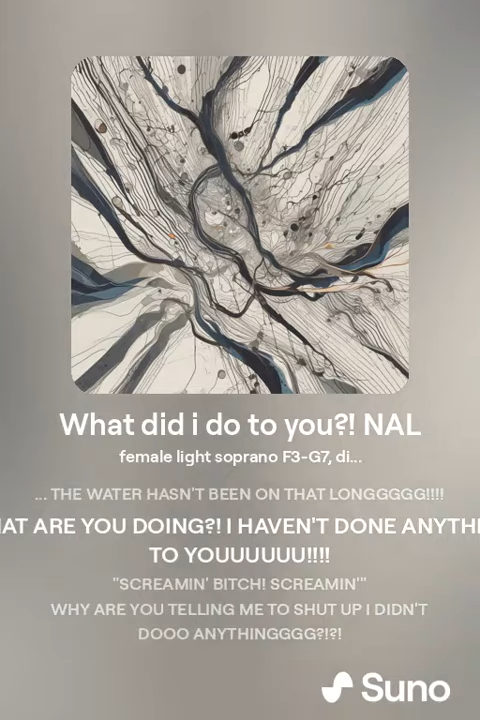 What did i do to you?! NAL
female light soprano F3-G7, di...
... THE WATER HASN'T BEEN ON THAT LONGGGGG!!!!
ARE YOU DOING?! I HAVEN'T DONE
TO YOUUUUUU!!!!
"SCREAMIN' BITCH! SCREAMIN'"
WHY ARE YOU TELLING ME TO SHUT UP I DIDN'T
DOOO ANYTHINGGGG?!?!
Suno